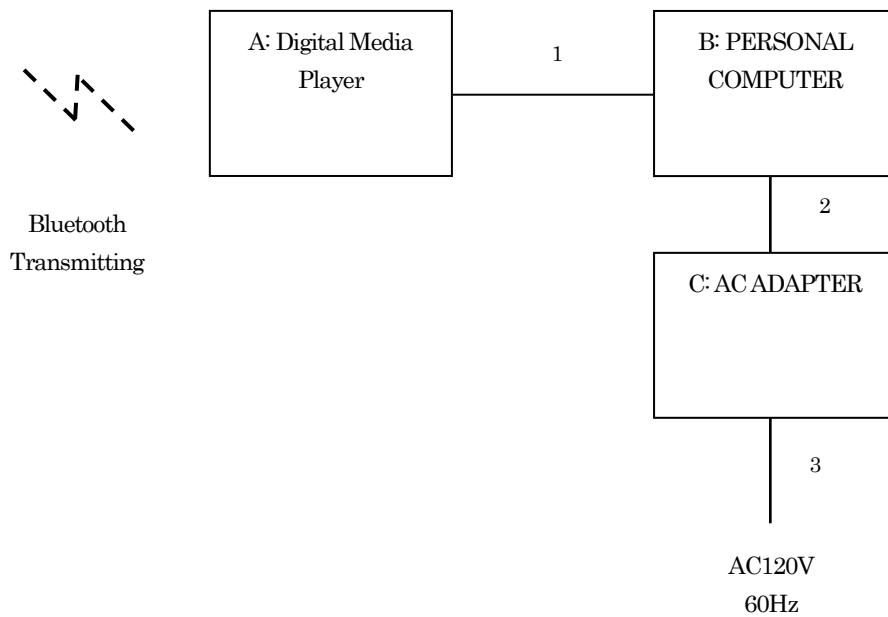 A: Digital Media
Player
1
B: PERSONAL
COMPUTER
2
Bluetooth
Transmitting
C: AC ADAPTER
3
AC120V
60Hz